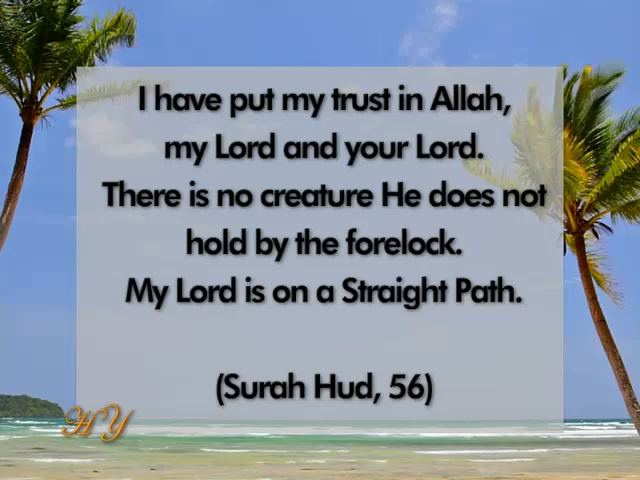 I have put my trust in Allah,
my Lord and your Lord.
There is no creature He does not
hold by the forelock.
My Lord is on a Straight Path.
(Surah Hud, 56)
HY